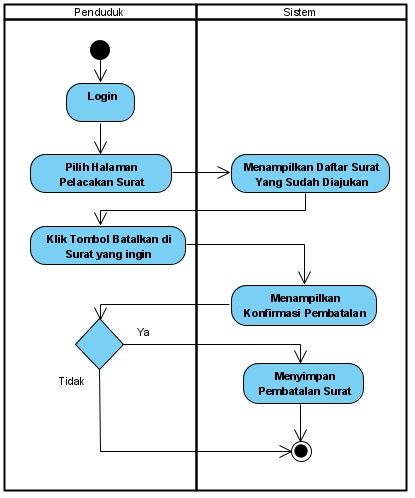 Penduduk
Sistem
Login
Pilih Halaman
Pelacakan Surat
Menampilkan Daftar Surat
Yang Sudah Diajukan
Klik Tombol Batalkan di
Surat yang ingin
Menampilkan
Konfirmasi Pembatalan
Ya
Tidak
Menyimpan
Pembatalan Surat